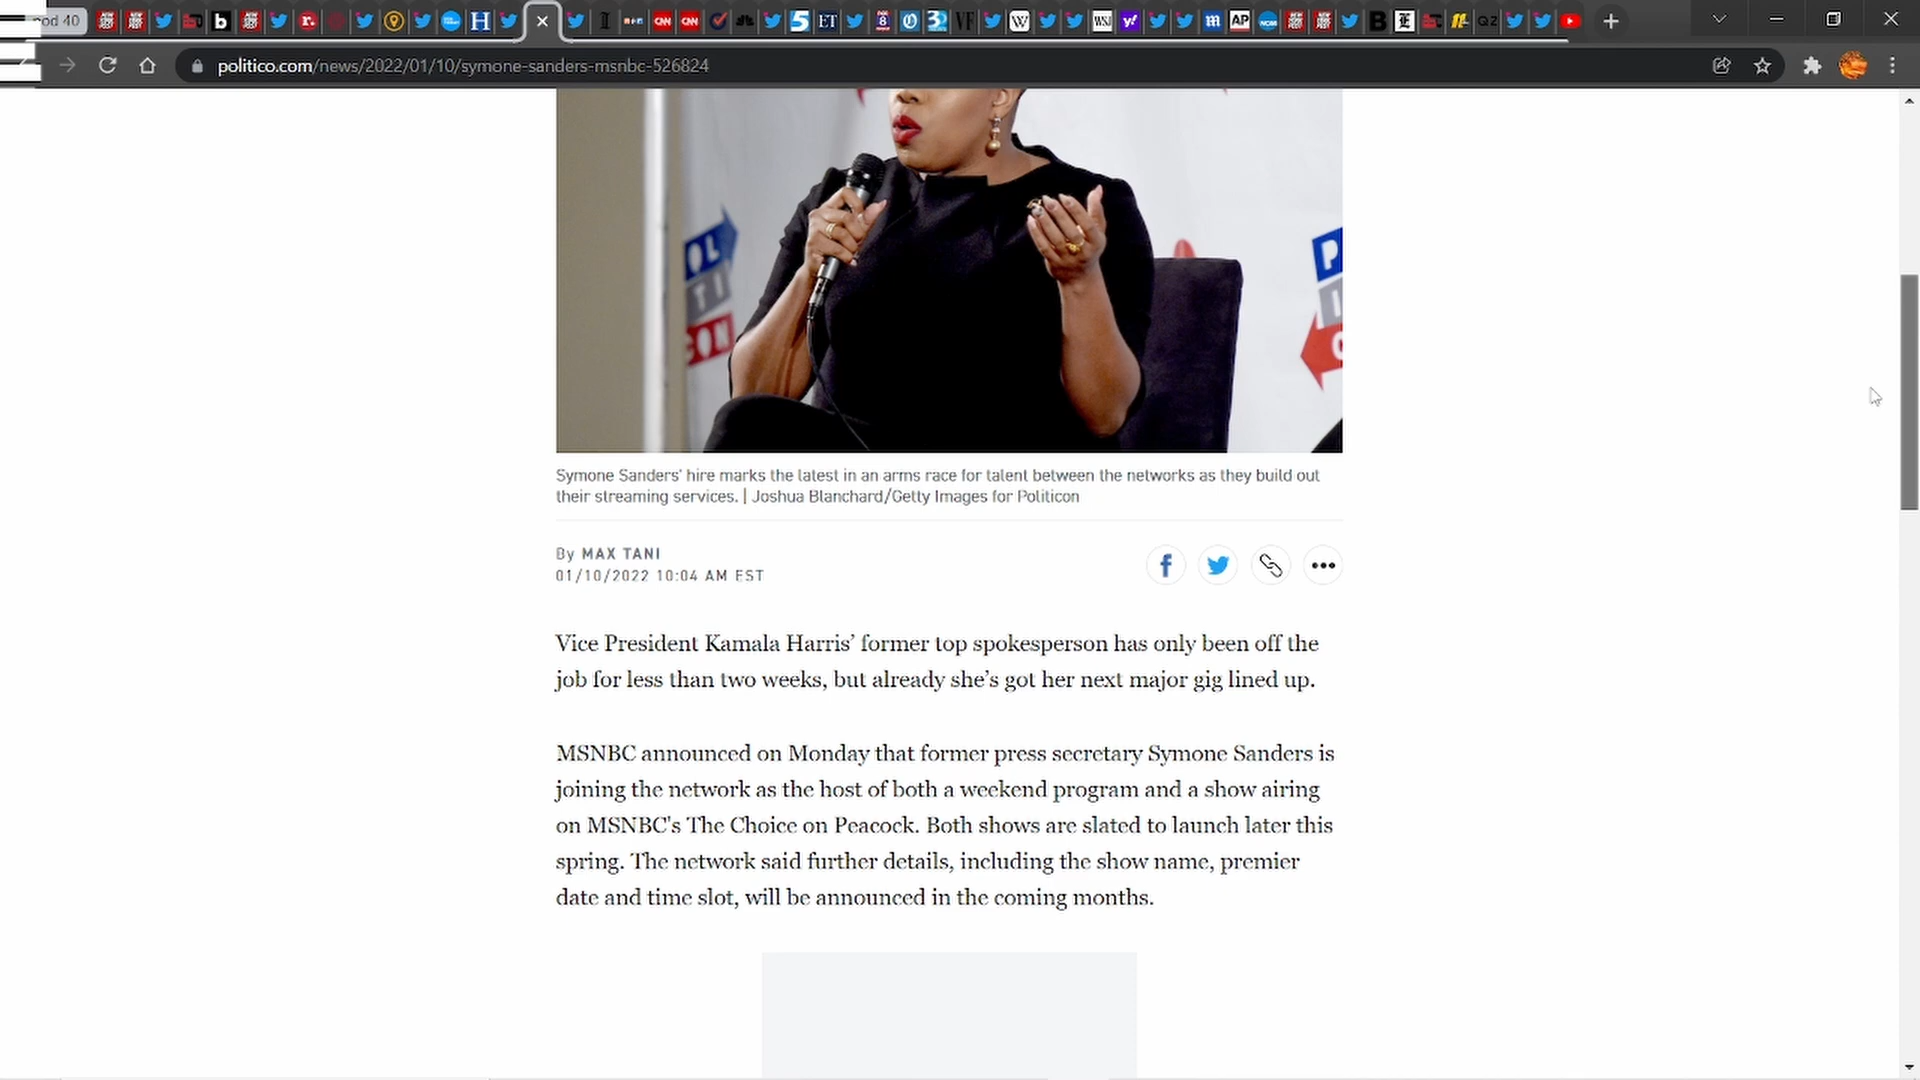 od 40
politico.com/news/2022/01/10/symone-sanders-msnbc-526824
Symone Sanders' hire marks the latest in an arms race for talent between the networks as they build out
their streaming services. | Joshua Blanchard/Getty Images for Politicon
By MAX TANI
01/10/2022 10:04 AM EST
Vice President Kamala Harris’ former top spokesperson has only been off the
job for less than two weeks, but already she’s got her next major gig lined up.
MSNBC announced on Monday that former press secretary Symone Sanders is
joining the network as the host of both a weekend program and a show airing
on MSNBC's The Choice on Peacock. Both shows are slated to launch later this
spring. The network said further details, including the show name, premier
date and time slot, will be announced in the coming months.